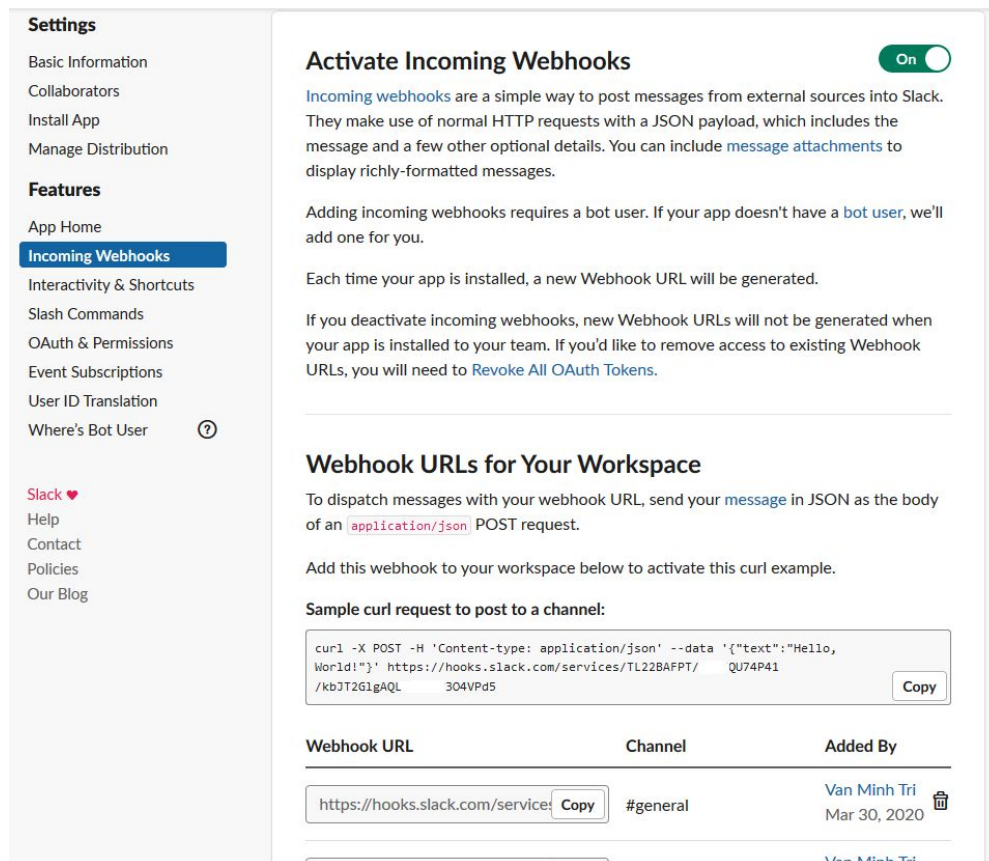 Settings
Basic Information
Collaborators
Install App
Manage Distribution
Features
App Home
Incoming Webhooks
Interactivity & Shortcuts
Slash Commands
OAuth & Permissions
Event Subscriptions
User ID Translation
Where's Bot User ?
Slack ♥
Help
Contact
Policies
Our Blog
Activate Incoming Webhooks
On
Incoming webhooks are a simple way to post messages from external sources into Slack.
They make use of normal HTTP requests with a JSON payload, which includes the
message and a few other optional details. You can include message attachments to
display richly-formatted messages.
Adding incoming webhooks requires a bot user. If your app doesn't have a bot user, we'll
add one for you.
Each time your app is installed, a new Webhook URL will be generated.
If you deactivate incoming webhooks, new Webhook URLs will not be generated when
your app is installed to your team. If you'd like to remove access to existing Webhook
URLs, you will need to Revoke All OAuth Tokens.
Webhook URLs for Your Workspace
To dispatch messages with your webhook URL, send your message in JSON as the body
of an application/json POST request.
Add this webhook to your workspace below to activate this curl example.
Sample curl request to post to a channel:
curl -X POST -H 'Content-type: application/json' --data '{"text":"Hello,
World!"}' https://hooks.slack.com/services/TL22BAFPT/ QU74P41
/kbJT2GlgAQL 3O4VPd5
Copy
Webhook URL Channel Added By
https://hooks.slack.com/services Copy #general Van Minh Tri
Mar 30, 2020
Van Minh Tri